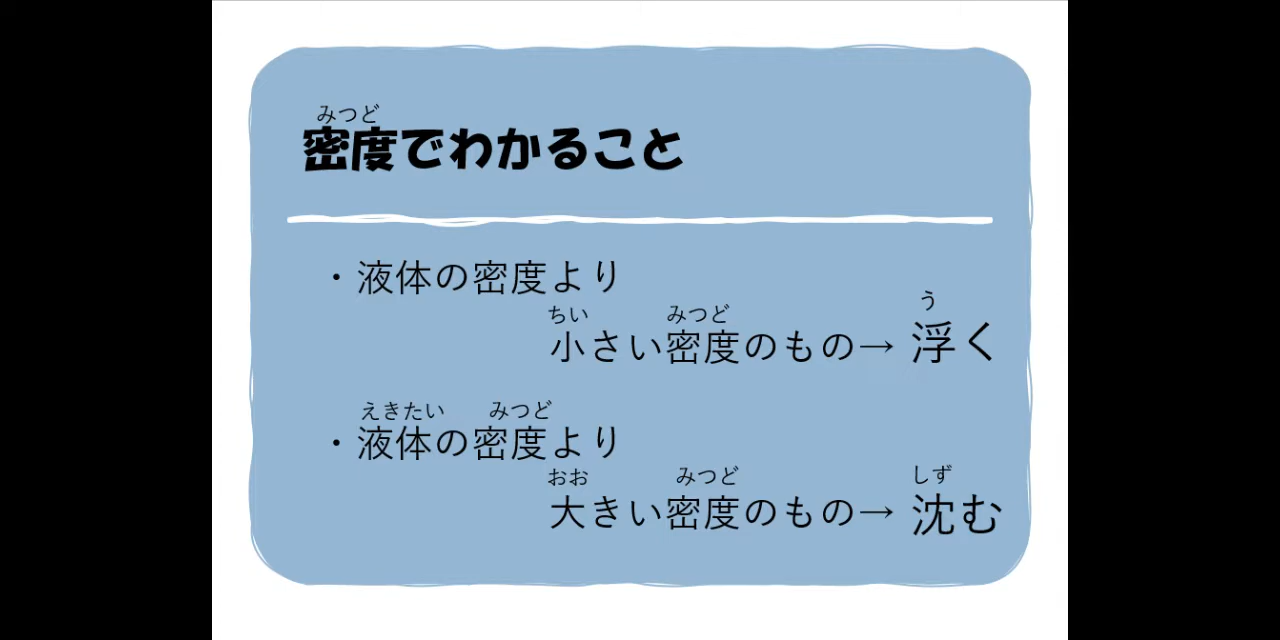 みつど
密度でわかること
・液体の密度より
ちい みつど う
小さい密度のもの→ 浮く
えきたい みつど
・液体の密度より
おお みつど しず
大きい密度のもの→ 沈む